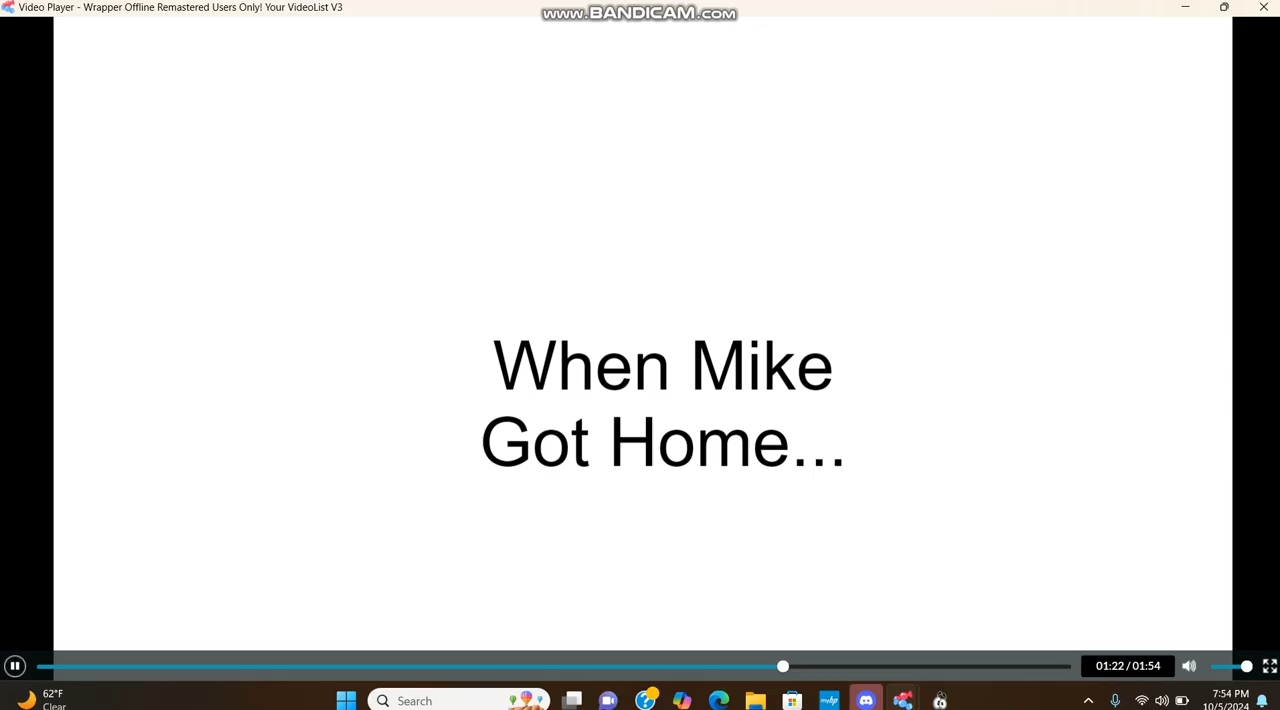 Video Player - Wrapper Offline Remastered Users Only! Your VideoList V3
www.BANDICAM.com
When Mike
Got Home...
01:22 / 01:54
62°F
Clear
Search
myhp
7:54 PM
10/5/2024